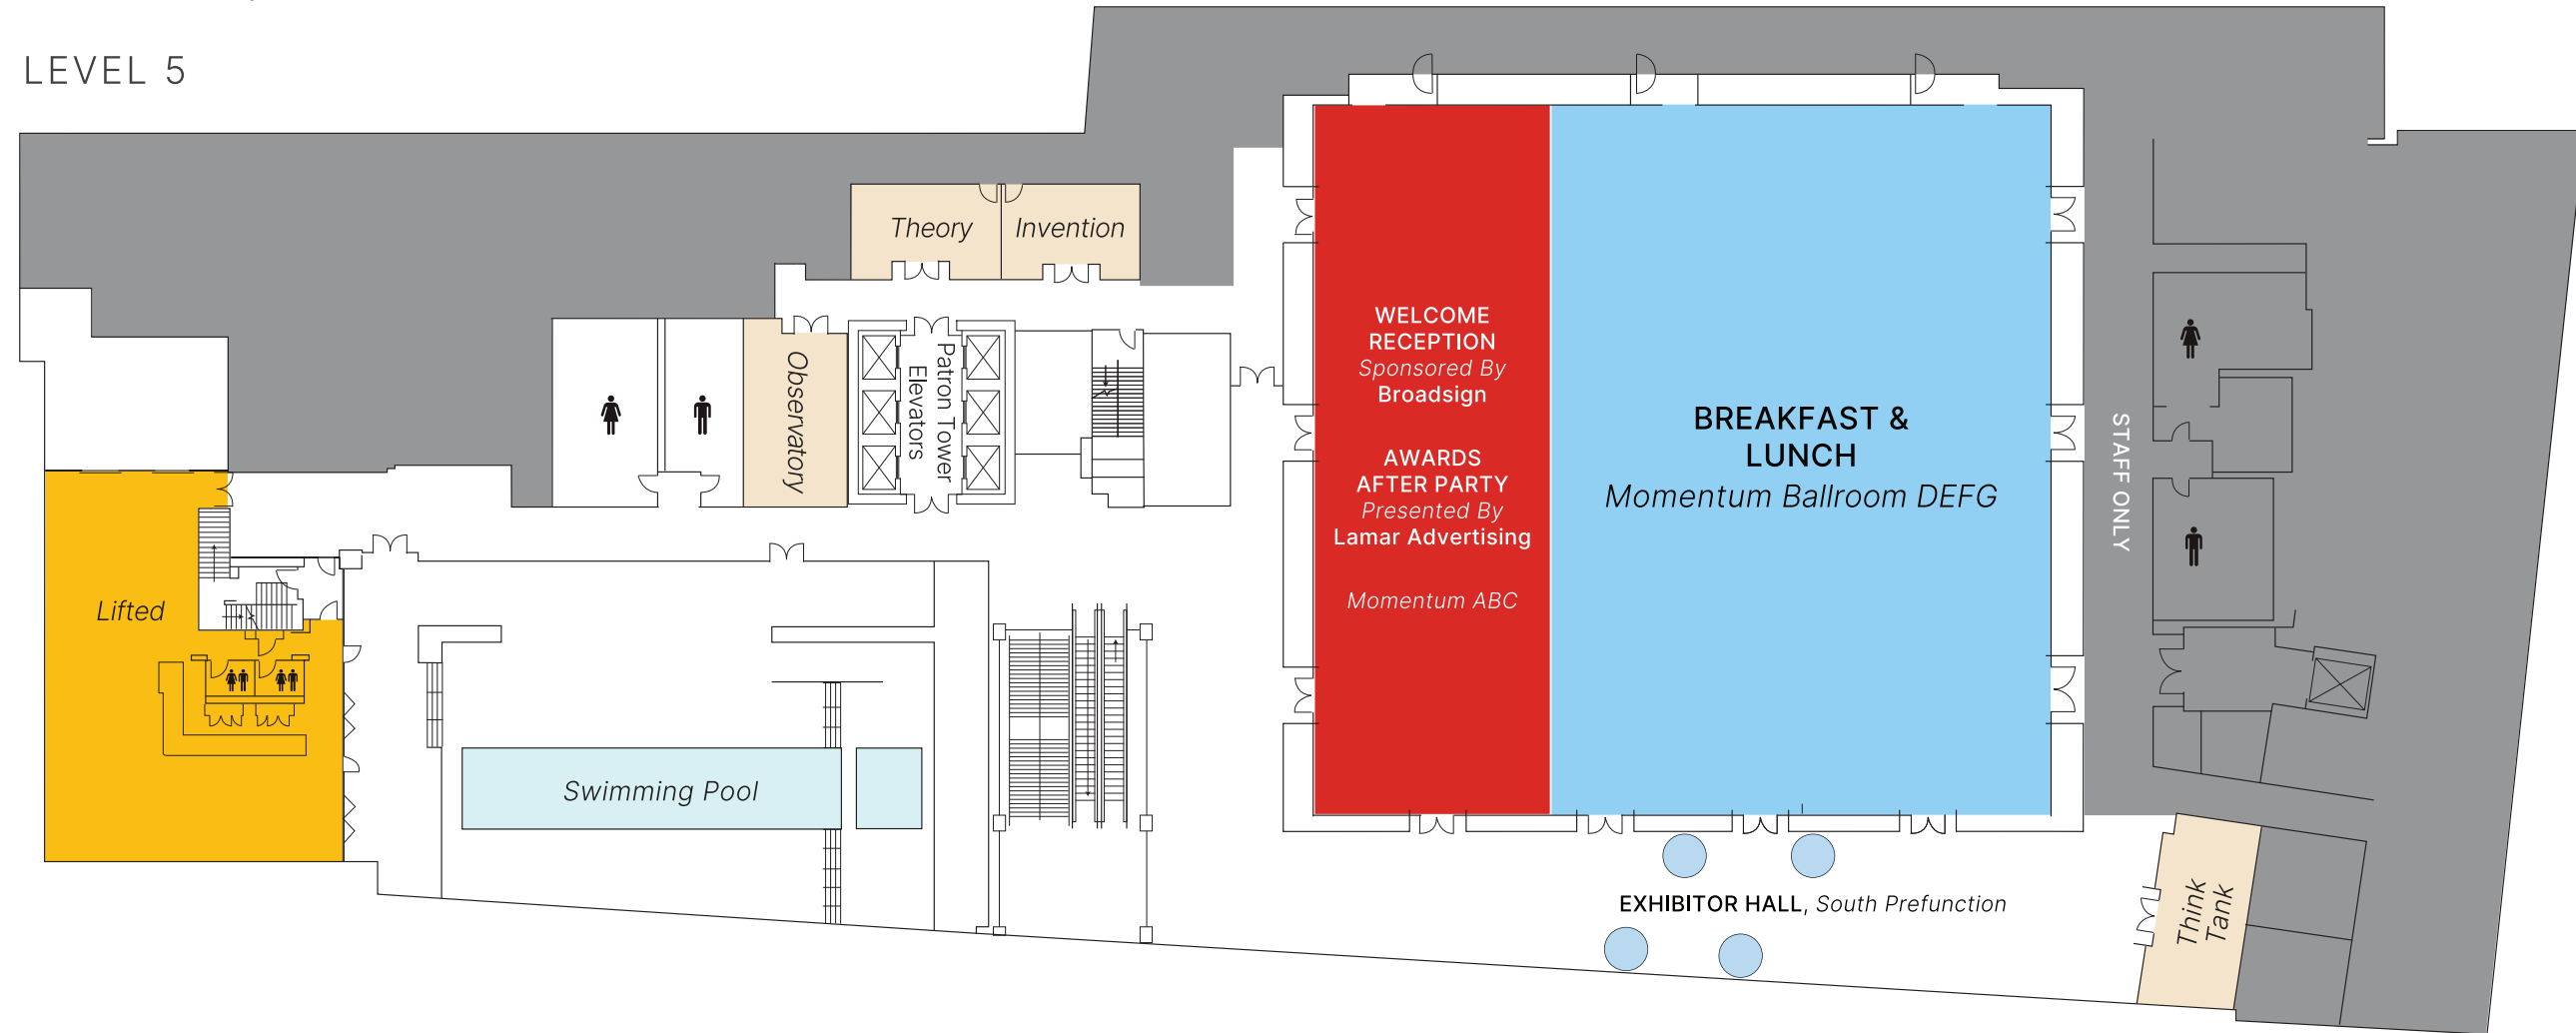 LEVEL 5
Theory
Invention
Observatory
Patron Tower
Elevators
Lifted
Swimming Pool
WELCOME
RECEPTION
Sponsored By
Broadsign
AWARDS
AFTER PARTY
Presented By
Lamar Advertising
Momentum ABC
BREAKFAST &
LUNCH
Momentum Ballroom DEFG
STAFF ONLY
EXHIBITOR HALL, South Prefunction
Think
Tank